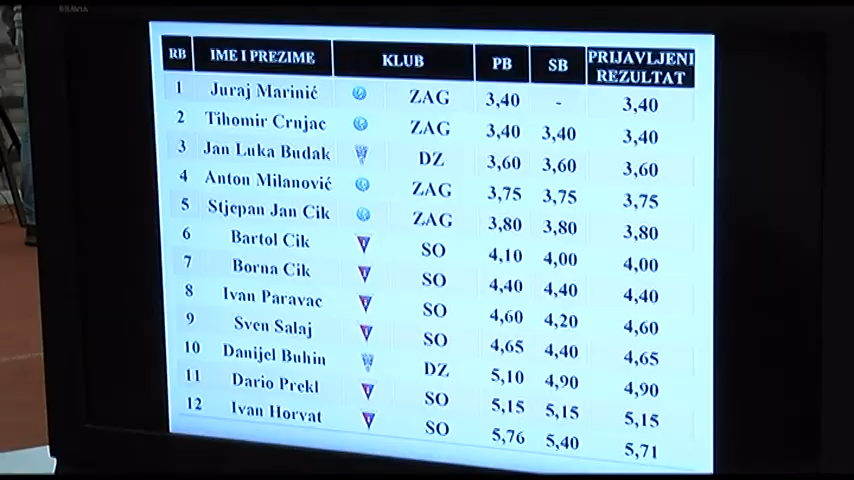 BRAVIA
RB IME I PREZIME KLUB PB SB PRIJAVLJENI REZULTAT
1 Juraj Marinić ZAG 3,40 - 3,40
2 Tihomir Crnjac ZAG 3,40 3,40 3,40
3 Jan Luka Budak DZ 3,60 3,60 3,60
4 Anton Milanović ZAG 3,75 3,75 3,75
5 Stjepan Jan Cik ZAG 3,80 3,80 3,80
6 Bartol Cik SO 4,10 4,00 4,00
7 Borna Cik SO 4,40 4,40 4,40
8 Ivan Paravac SO 4,60 4,20 4,60
9 Sven Salaj SO 4,65 4,40 4,65
10 Danijel Buhin DZ 5,10 4,90 4,90
11 Dario Prekl SO 5,15 5,15 5,15
12 Ivan Horvat SO 5,76 5,40 5,71